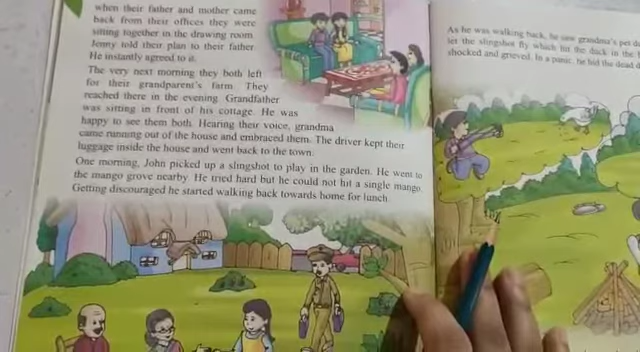 when their father and mother came
back from their offices they were
sitting together in the drawing room.
Jenny told their plan to their father.
He instantly agreed to it.
The very next morning they both left
for their grandparent's farm. They
reached there in the evening. Grandfather
was sitting in front of his cottage. He was
happy to see them both. Hearing their voice, grandma
came running out of the house and embraced them. The driver kept their
luggage inside the house and went back to the town.
One morning, John picked up a slingshot to play in the garden. He went to
the mango grove nearby. He tried hard but he could not hit a single mango.
Getting discouraged he started walking back towards home for lunch.
As he was walking back, he saw grandma's pet
let the slingshot fly which hit the duck in the
shocked and grieved. In a panic, he hid the dead